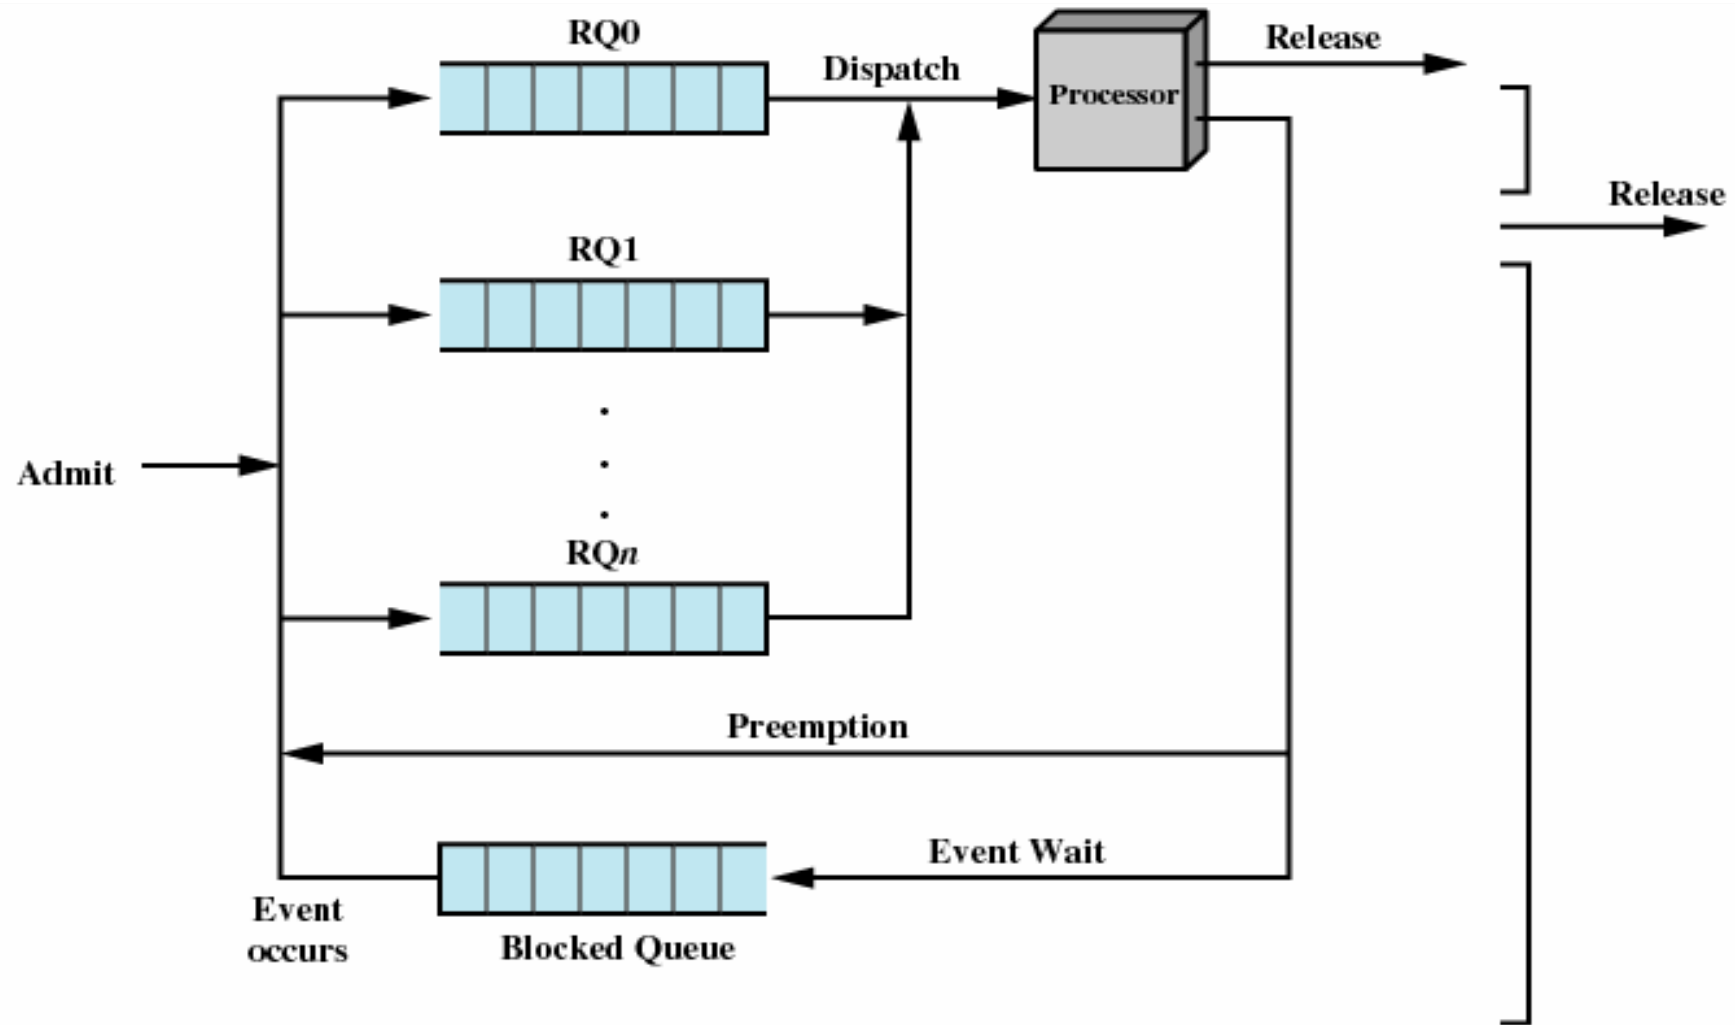 RQ0
Release
Dispatch
Processor
Release
RQ1
Admit
RQn
Preemption
Event Wait
Event
occurs
Blocked Queue